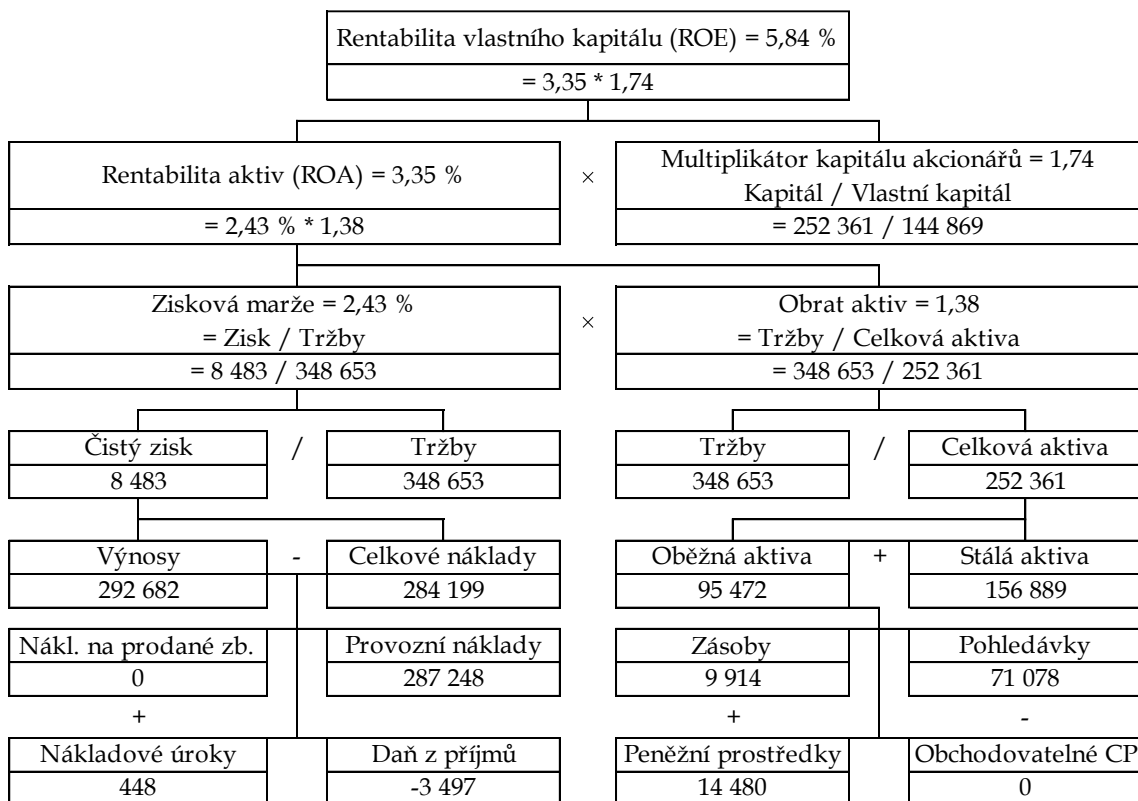 Rentabilita vlastního kapitálu (ROE) = 5,84 %
= 3,35 * 1,74
Rentabilita aktiv (ROA) = 3,35 %
= 2,43 % * 1,38
×
Multiplikátor kapitálu akcionářů = 1,74
Kapitál / Vlastní kapitál
= 252 361 / 144 869
Zisková marže = 2,43 %
= Zisk / Tržby
= 8 483 / 348 653
×
Obrat aktiv = 1,38
= Tržby / Celková aktiva
= 348 653 / 252 361
Čistý zisk
8 483
/
Tržby
348 653
Tržby
348 653
/
Celková aktiva
252 361
Výnosy
292 682
-
Celkové náklady
284 199
Oběžná aktiva
95 472
+
Stálá aktiva
156 889
Nákl. na prodané zb.
0
Provozní náklady
287 248
Zásoby
9 914
Pohledávky
71 078
+
+
-
Nákladové úroky
448
Daň z příjmů
-3 497
Peněžní prostředky
14 480
Obchodovatelné CP
0